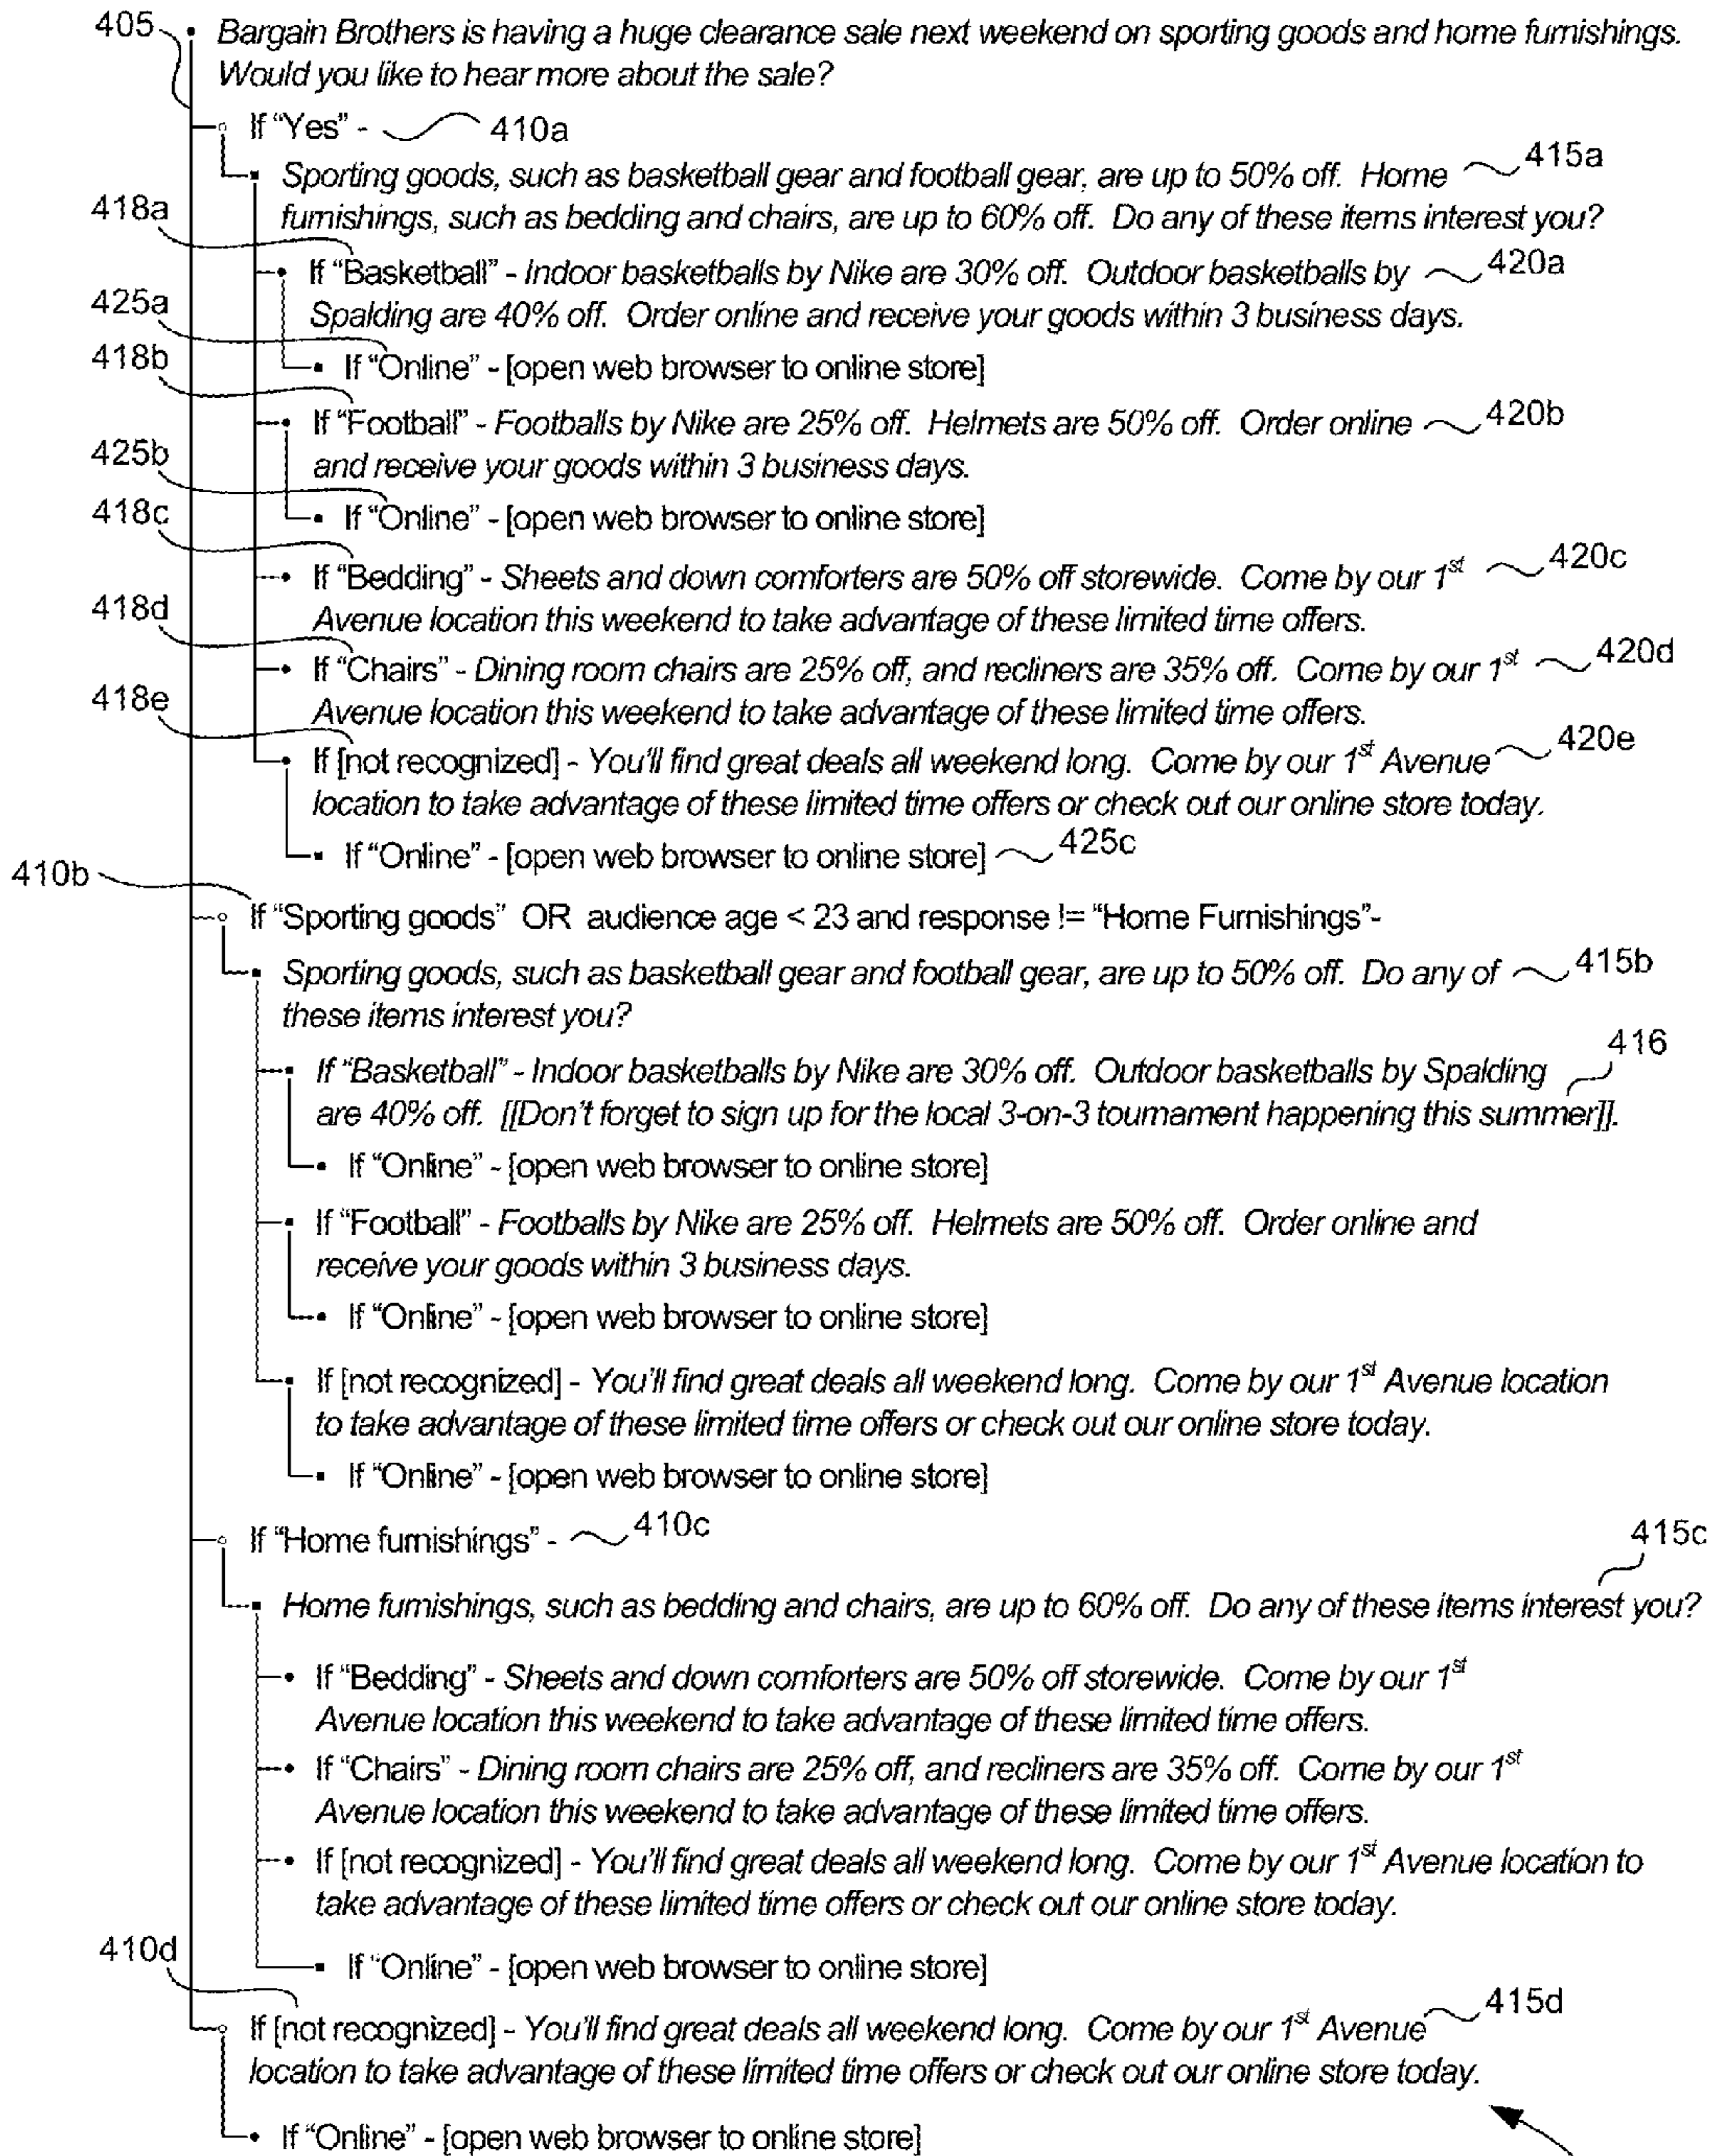 405 Bargain Brothers is having a huge clearance sale next weekend on sporting goods and home furnishings.
Would you like to hear more about the sale?
If "Yes" - 410a
Sporting goods, such as basketball gear and football gear, are up to 50% off. Home 415a
418a furnishings, such as bedding and chairs, are up to 60% off. Do any of these items interest you?
If "Basketball" - Indoor basketballs by Nike are 30% off. Outdoor basketballs by 420a
425a Spalding are 40% off. Order online and receive your goods within 3 business days.
418b If "Online" - [open web browser to online store]
If "Football" - Footballs by Nike are 25% off. Helmets are 50% off. Order online 420b
425b and receive your goods within 3 business days.
418c If "Online" - [open web browser to online store]
If "Bedding" - Sheets and down comforters are 50% off storewide. Come by our 1st 420c
418d Avenue location this weekend to take advantage of these limited time offers.
If "Chairs" - Dining room chairs are 25% off, and recliners are 35% off. Come by our 1st 420d
418e Avenue location this weekend to take advantage of these limited time offers.
If [not recognized] - You'll find great deals all weekend long. Come by our 1st Avenue 420e
location to take advantage of these limited time offers or check out our online store today.
If "Online" - [open web browser to online store] 425c
410b If "Sporting goods" OR audience age < 23 and response != "Home Furnishings"-
Sporting goods, such as basketball gear and football gear, are up to 50% off. Do any of 415b
these items interest you?
If "Basketball" - Indoor basketballs by Nike are 30% off. Outdoor basketballs by Spalding 416
are 40% off. [[Don't forget to sign up for the local 3-on-3 tournament happening this summer]].
If "Online" - [open web browser to online store]
If "Football" - Footballs by Nike are 25% off. Helmets are 50% off. Order online and
receive your goods within 3 business days.
If "Online" - [open web browser to online store]
If [not recognized] - You'll find great deals all weekend long. Come by our 1st Avenue location
to take advantage of these limited time offers or check out our online store today.
If "Online" - [open web browser to online store]
If "Home furnishings" - 410c
415c
Home furnishings, such as bedding and chairs, are up to 60% off. Do any of these items interest you?
If "Bedding" - Sheets and down comforters are 50% off storewide. Come by our 1st
Avenue location this weekend to take advantage of these limited time offers.
If "Chairs" - Dining room chairs are 25% off, and recliners are 35% off. Come by our 1st
Avenue location this weekend to take advantage of these limited time offers.
If [not recognized] - You'll find great deals all weekend long. Come by our 1st Avenue location to
take advantage of these limited time offers or check out our online store today.
410d If "Online" - [open web browser to online store]
If [not recognized] - You'll find great deals all weekend long. Come by our 1st Avenue 415d
location to take advantage of these limited time offers or check out our online store today.
If "Online" - [open web browser to online store]